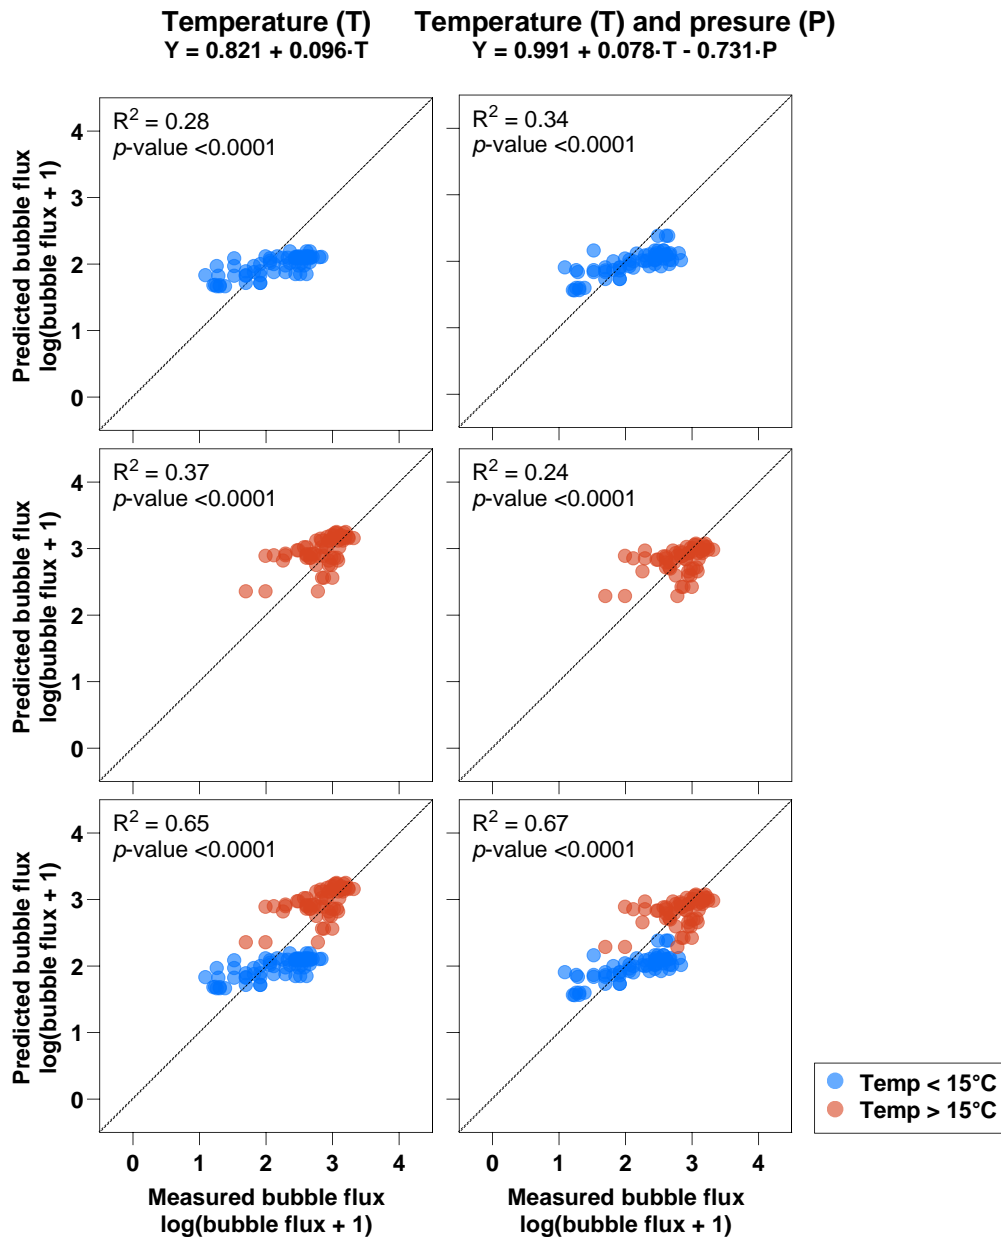 Temperature (T)
Y = 0.821 + 0.096·T
Temperature (T) and presure (P)
Y = 0.991 + 0.078·T - 0.731·P
R² = 0.28
p-value <0.0001
R² = 0.34
p-value <0.0001
4
3
2
1
0
Predicted bubble flux
log(bubble flux + 1)
R² = 0.37
p-value <0.0001
R² = 0.24
p-value <0.0001
4
3
2
1
0
Predicted bubble flux
log(bubble flux + 1)
R² = 0.65
p-value <0.0001
R² = 0.67
p-value <0.0001
4
3
2
1
0
Predicted bubble flux
log(bubble flux + 1)
0 1 2 3 4
0 1 2 3 4
Measured bubble flux
log(bubble flux + 1)
Measured bubble flux
log(bubble flux + 1)
Temp < 15°C
Temp > 15°C